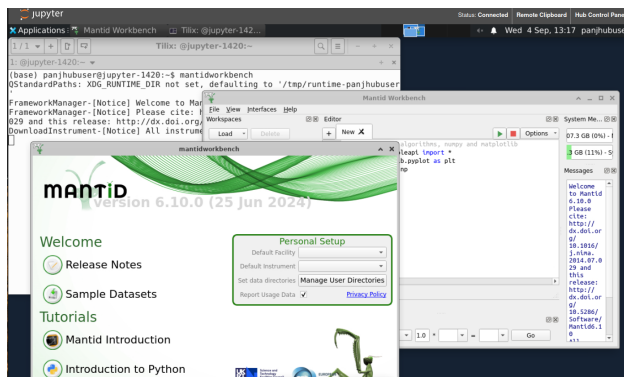 jupyter
Status: Connected Remote Clipboard Hub Control Pane
Applications Mantid Workbench Tilix: @jupyter-142... Wed 4 Sep, 13:17 panjhubuse
1/1 Tilix: @jupyter-1420:~
1: @jupyter-1420:~
(base) panjhubuser@jupyter-1420:~$ mantidworkbench
QStandardPaths: XDG_RUNTIME_DIR not set, defaulting to '/tmp/runtime-panjhubuser
FrameworkManager-[Notice] Welcome to Man
FrameworkManager-[Notice] Please cite: h
029 and this release: http://dx.doi.org/
DownloadInstrument-[Notice] All instrume
Mantid Workbench
File View Interfaces Help
Workspaces Editor System Me...
Load Delete + New Options
07.3 GB (0%) - I
.3 GB (11%) - S
algorithms, numpy and matplotlib
pleapi import *
b.pyplot as plt
np
Messages
Welcome
to Mantid
6.10.0
Please
cite:
http://
dx.doi.or
g/
10.1016/
j.nima.
2014.07.0
29 and
this
release:
http://
dx.doi.or
g/
10.5286/
Software/
Mantid6.1
0
1.0 * = Go
mantidworkbench
MANTID
version 6.10.0 (25 Jun 2024)
Welcome
Release Notes
Sample Datasets
Tutorials
Mantid Introduction
Introduction to Python
Personal Setup
Default Facility
Default Instrument
Set data directories Manage User Directories
Report Usage Data Privacy Policy
Science and
Technology